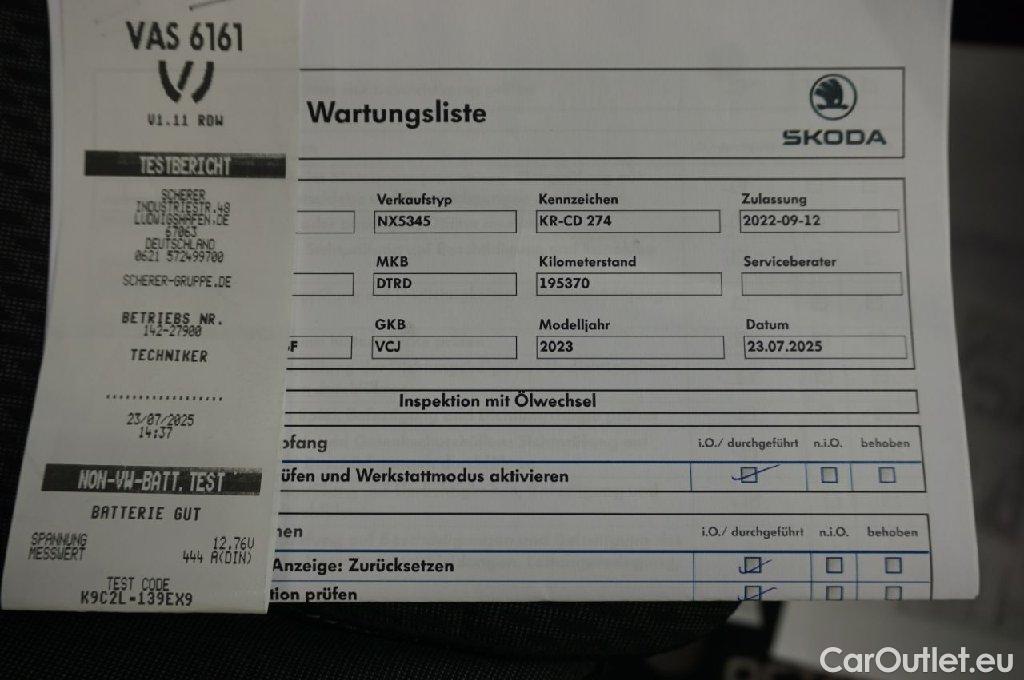 VAS 6161
V1.11 ROW
TESTBERICHT
SCHERER
INDUSTRIESTR.48
LUDWIGSHAFEN,DE
67063
DEUTSCHLAND
0621 572499700
SCHERER-GRUPPE.DE
BETRIEBS NR.
142-27900
TECHNIKER
23/07/2025
14:37
NON-VW-BATT.TEST
BATTERIE GUT
SPANNUNG 12,76V
MESSWERT 444 A(DIN)
TEST CODE
K9C2L-139EX9
Wartungsliste
SKODA
Verkaufstyp Kennzeichen Zulassung
NX5345 KR-CD 274 2022-09-12
MKB Kilometerstand Serviceberater
DTRD 195370
GKB Modelljahr Datum
F VCJ 2023 23.07.2025
Inspektion mit Ölwechsel
ofang i.O./ durchgeführt n.i.O. behoben
üfen und Werkstattmodus aktivieren
nen i.O./ durchgeführt n.i.O. behoben
Anzeige: Zurücksetzen
tion prüfen
CarOutlet.eu